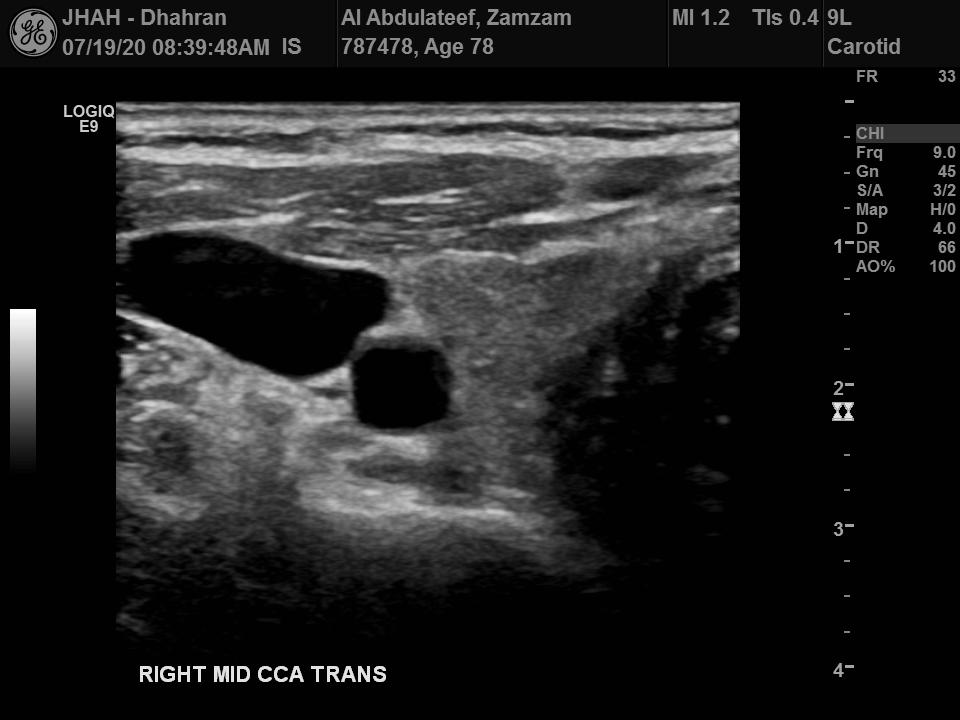 JHAH - Dhahran
07/19/20 08:39:48AM IS
Al Abdulateef, Zamzam
787478, Age 78
MI 1.2 TIs 0.4
9L
Carotid
FR 33
LOGIQ
E9
CHI
Frq 9.0
Gn 45
S/A 3/2
Map H/0
D 4.0
DR 66
AO% 100
1
2
3
4
RIGHT MID CCA TRANS